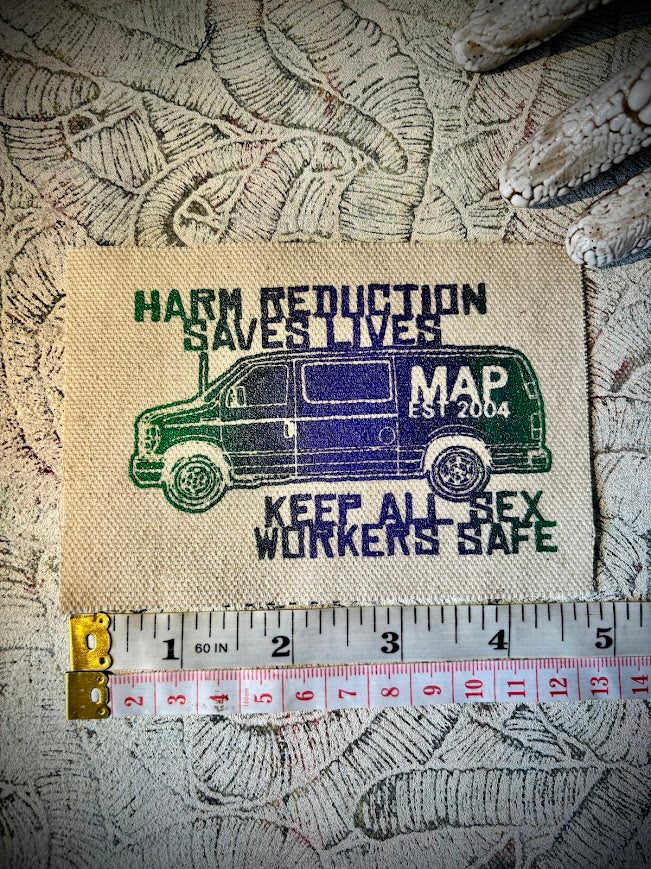 HARM REDUCTION
SAVES LIVES
MAP
EST 2004
KEEP ALL SEX
WORKERS SAFE
1 60 IN 2 3 4 5
2 3 4 5 6 7 8 9 10 11 12 13 14